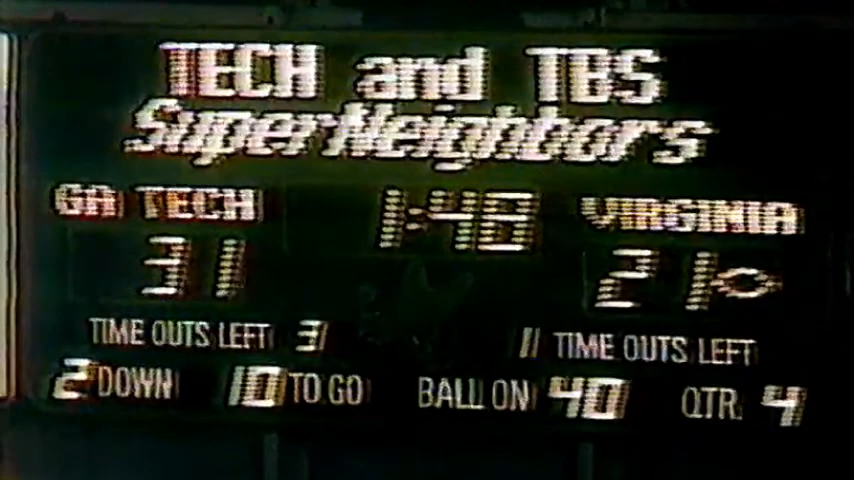 TECH and TBS
SuperNeighbors
GA TECH 1:48 VIRGINIA
31 21
TIME OUTS LEFT 3 1 TIME OUTS LEFT
2 DOWN 10 TO GO BALL ON 40 QTR 4